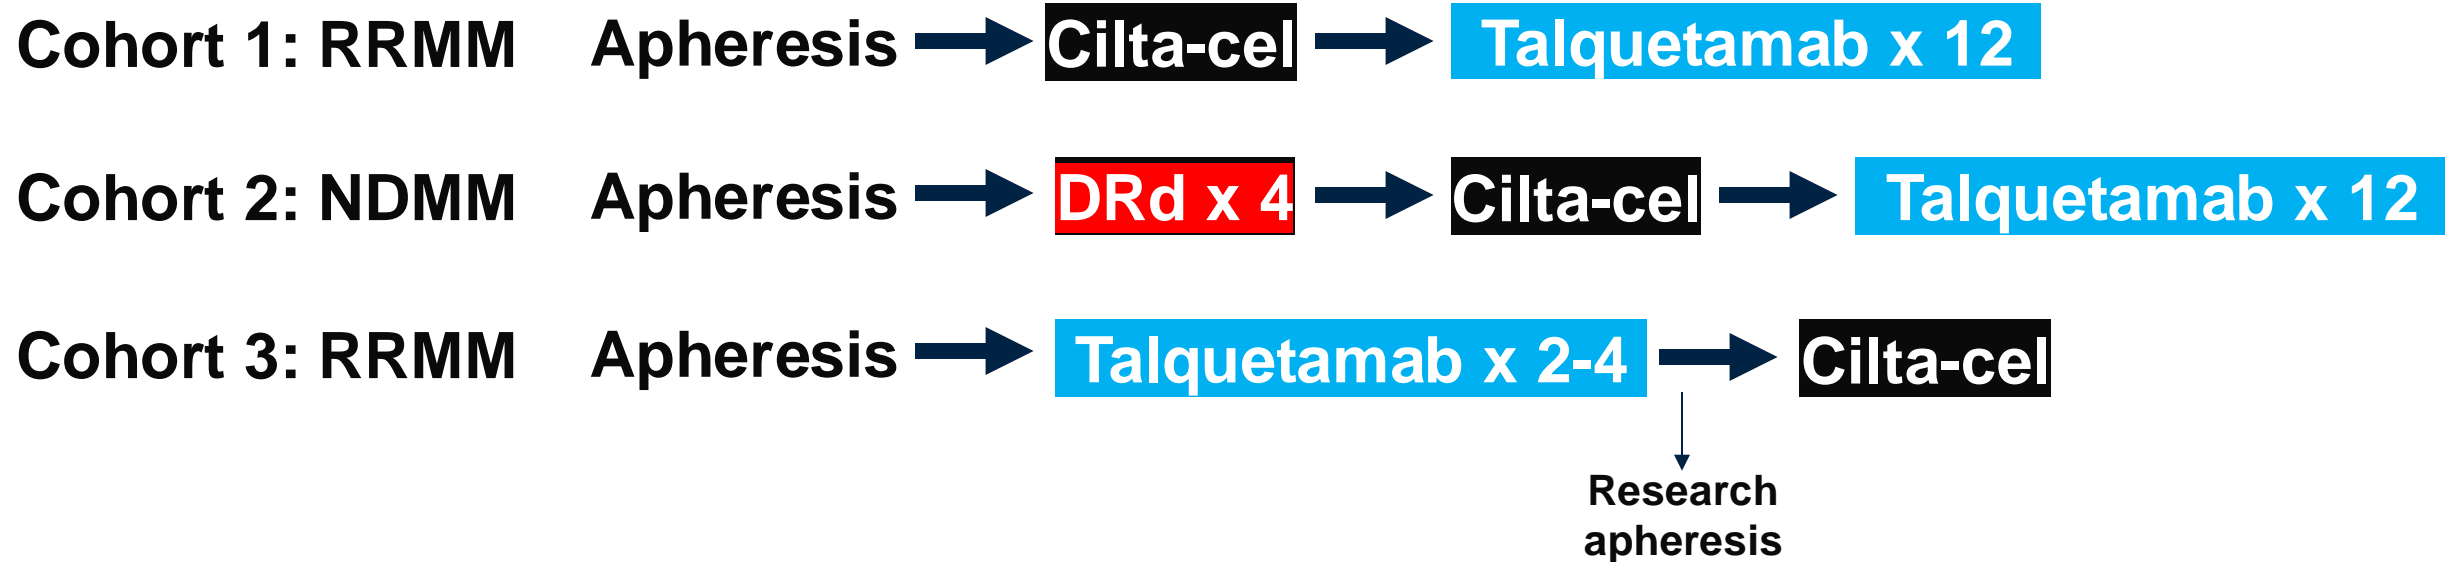 Cohort 1: RRMM Apheresis Cilta-cel Talquetamab x 12
Cohort 2: NDMM Apheresis DRd x 4 Cilta-cel Talquetamab x 12
Cohort 3: RRMM Apheresis Talquetamab x 2-4 Cilta-cel
Research
apheresis